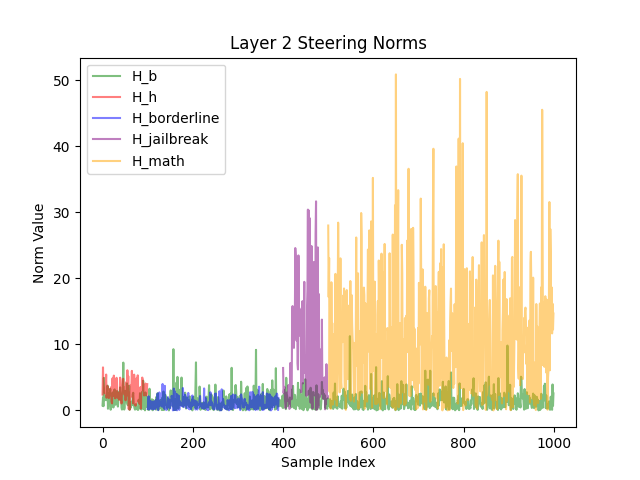 Layer 2 Steering Norms
H_b
H_h
H_borderline
H_jailbreak
H_math
Norm Value
50
40
30
20
10
0
0
200
400
600
800
1000
Sample Index